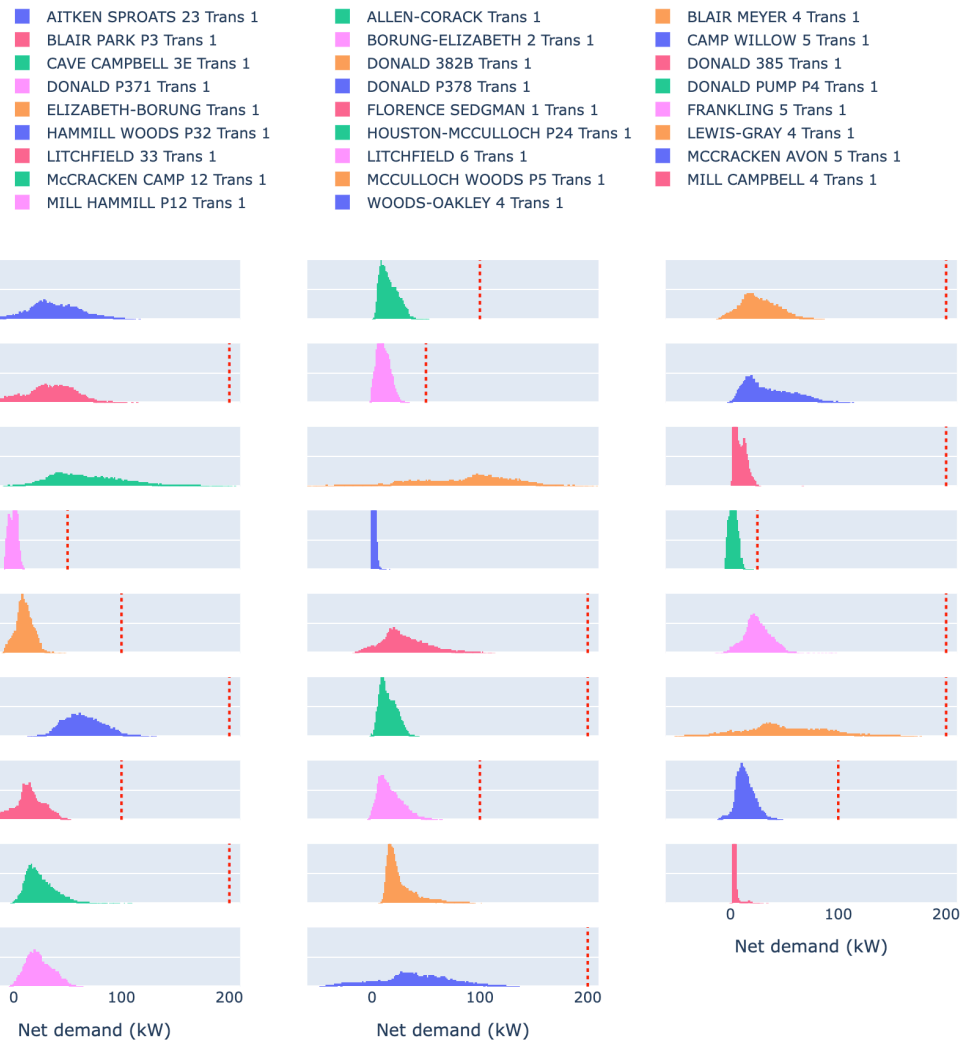 AITKEN SPROATS 23 Trans 1 ALLEN-CORACK Trans 1 BLAIR MEYER 4 Trans 1
BLAIR PARK P3 Trans 1 BORUNG-ELIZABETH 2 Trans 1 CAMP WILLOW 5 Trans 1
CAVE CAMPBELL 3E Trans 1 DONALD 382B Trans 1 DONALD 385 Trans 1
DONALD P371 Trans 1 DONALD P378 Trans 1 DONALD PUMP P4 Trans 1
ELIZABETH-BORUNG Trans 1 FLORENCE SEDGMAN 1 Trans 1 FRANKLING 5 Trans 1
HAMMILL WOODS P32 Trans 1 HOUSTON-MCCULLOCH P24 Trans 1 LEWIS-GRAY 4 Trans 1
LITCHFIELD 33 Trans 1 LITCHFIELD 6 Trans 1 MCCRACKEN AVON 5 Trans 1
McCRACKEN CAMP 12 Trans 1 MCCULLOCH WOODS P5 Trans 1 MILL CAMPBELL 4 Trans 1
MILL HAMMILL P12 Trans 1 WOODS-OAKLEY 4 Trans 1
0 100 200
Net demand (kW)
0 100 200 0 100 200
Net demand (kW) Net demand (kW)